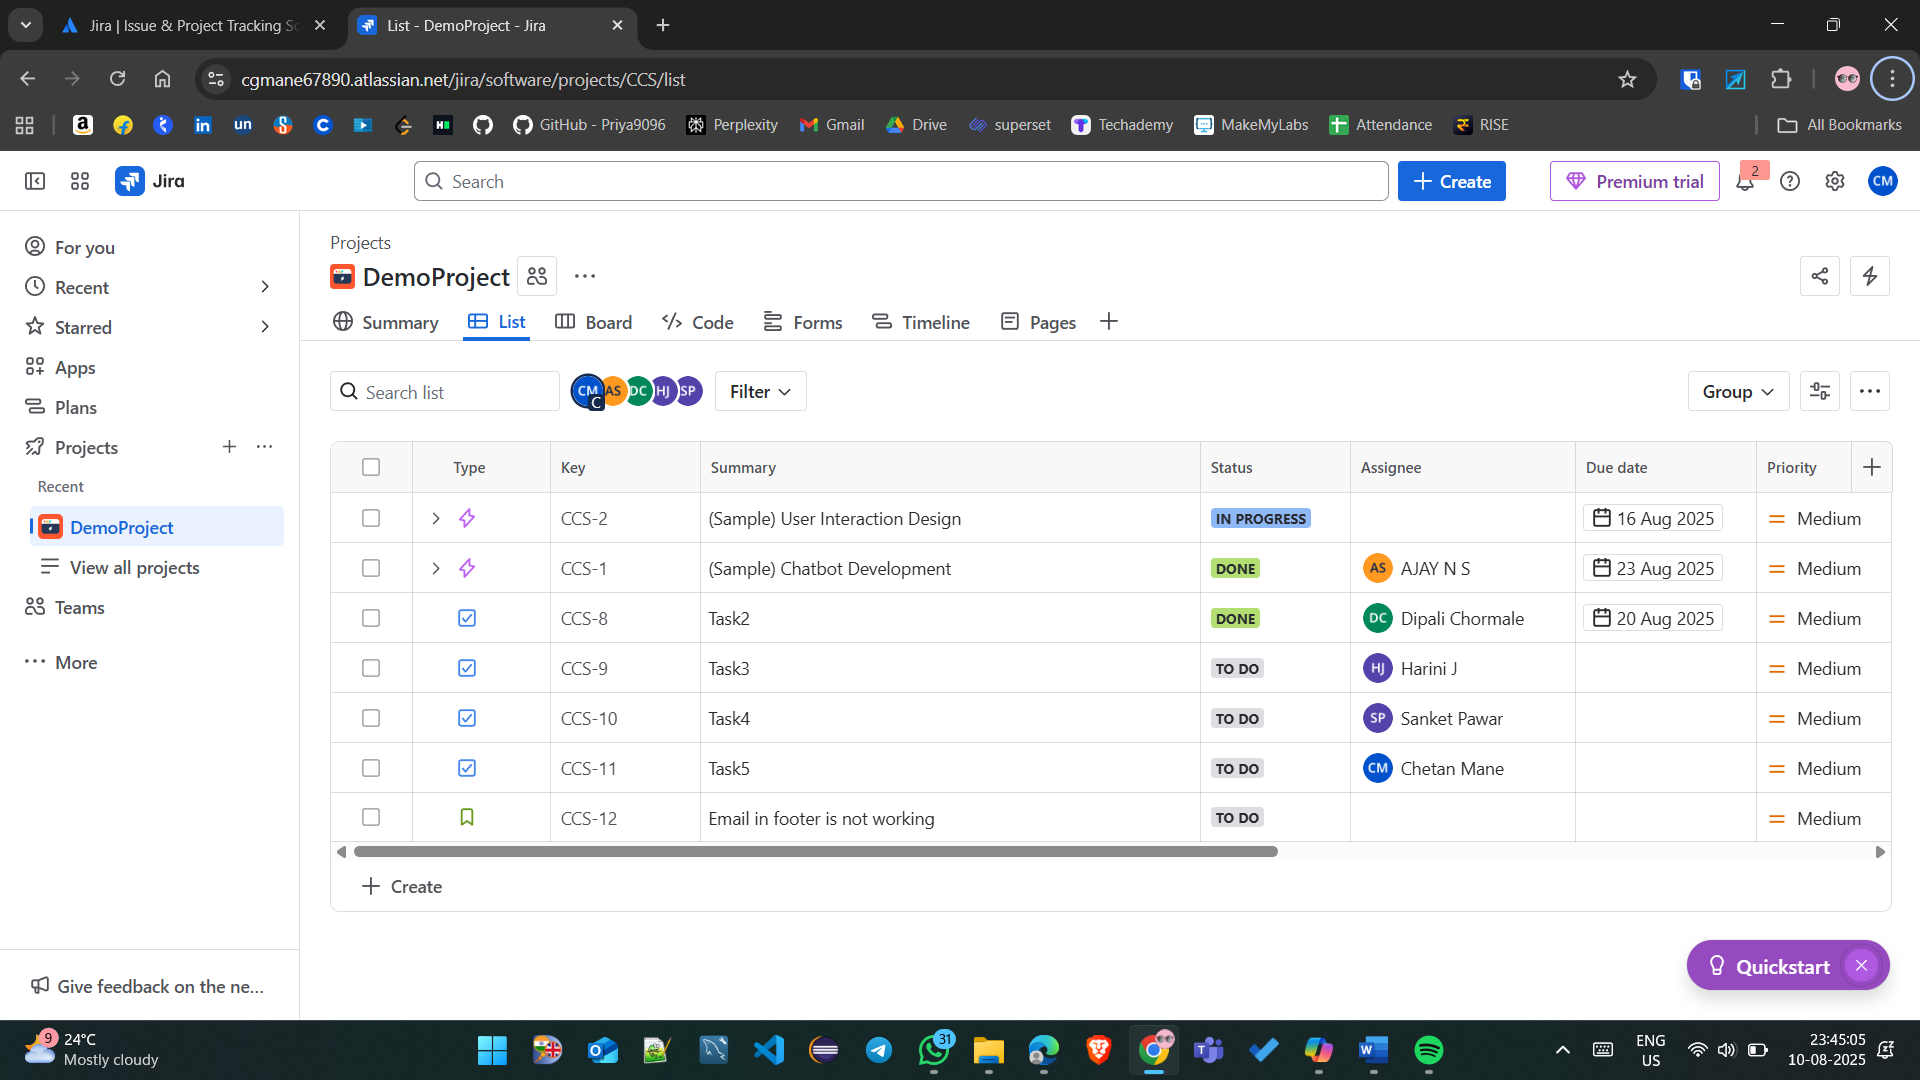 Jira | Issue & Project Tracking So
List - DemoProject - Jira
cgmane67890.atlassian.net/jira/software/projects/CCS/list
GitHub - Priya9096
Perplexity
Gmail
Drive
superset
Techademy
MakeMyLabs
Attendance
RISE
All Bookmarks
Jira
Search
Create
Premium trial
2
CM
For you
Recent
Starred
Apps
Plans
Projects
Recent
DemoProject
View all projects
Teams
More
Give feedback on the ne...
Projects
DemoProject
Summary
List
Board
Code
Forms
Timeline
Pages
Search list
CM C AS DC HJ SP
Filter
Group
Type Key Summary Status Assignee Due date Priority
CCS-2 (Sample) User Interaction Design IN PROGRESS 16 Aug 2025 Medium
CCS-1 (Sample) Chatbot Development DONE AS AJAY N S 23 Aug 2025 Medium
CCS-8 Task2 DONE DC Dipali Chormale 20 Aug 2025 Medium
CCS-9 Task3 TO DO HJ Harini J Medium
CCS-10 Task4 TO DO SP Sanket Pawar Medium
CCS-11 Task5 TO DO CM Chetan Mane Medium
CCS-12 Email in footer is not working TO DO Medium
Create
Quickstart
9
24°C
Mostly cloudy
31
ENG
US
23:45:05
10-08-2025